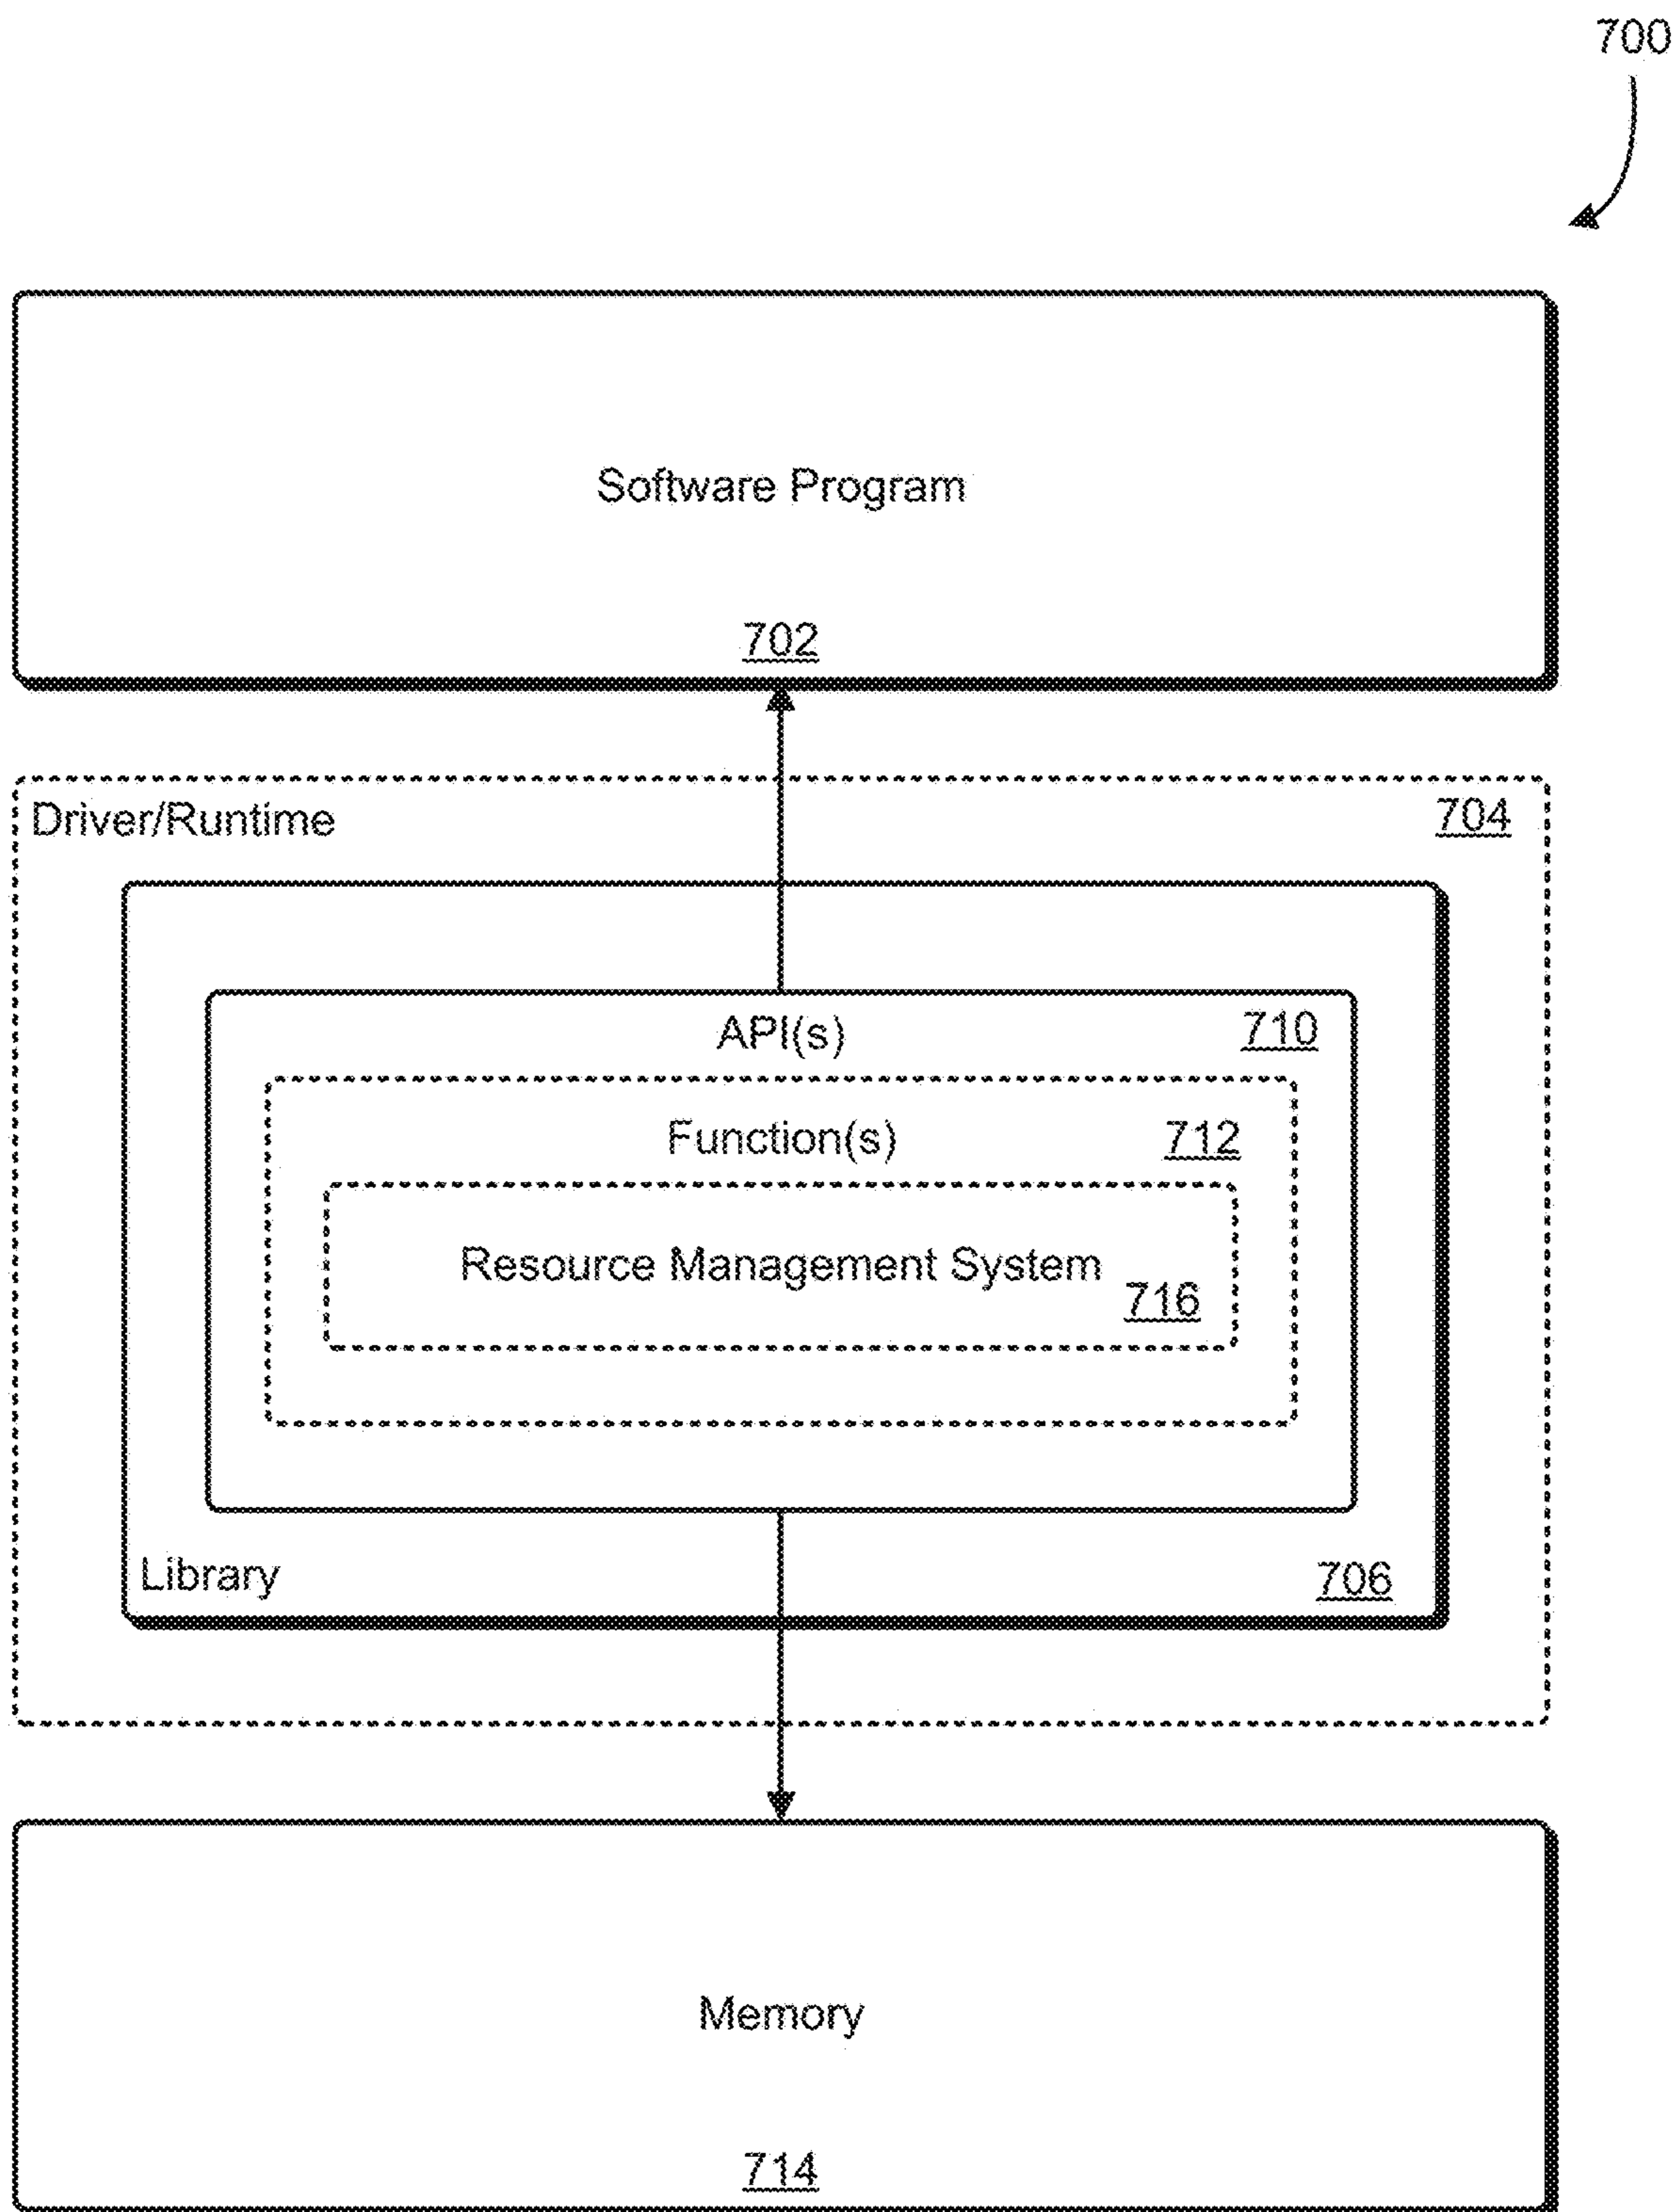 700
Software Program
702
Driver/Runtime 704
API(s) 710
Function(s) 712
Resource Management System
716
Library 706
Memory
714